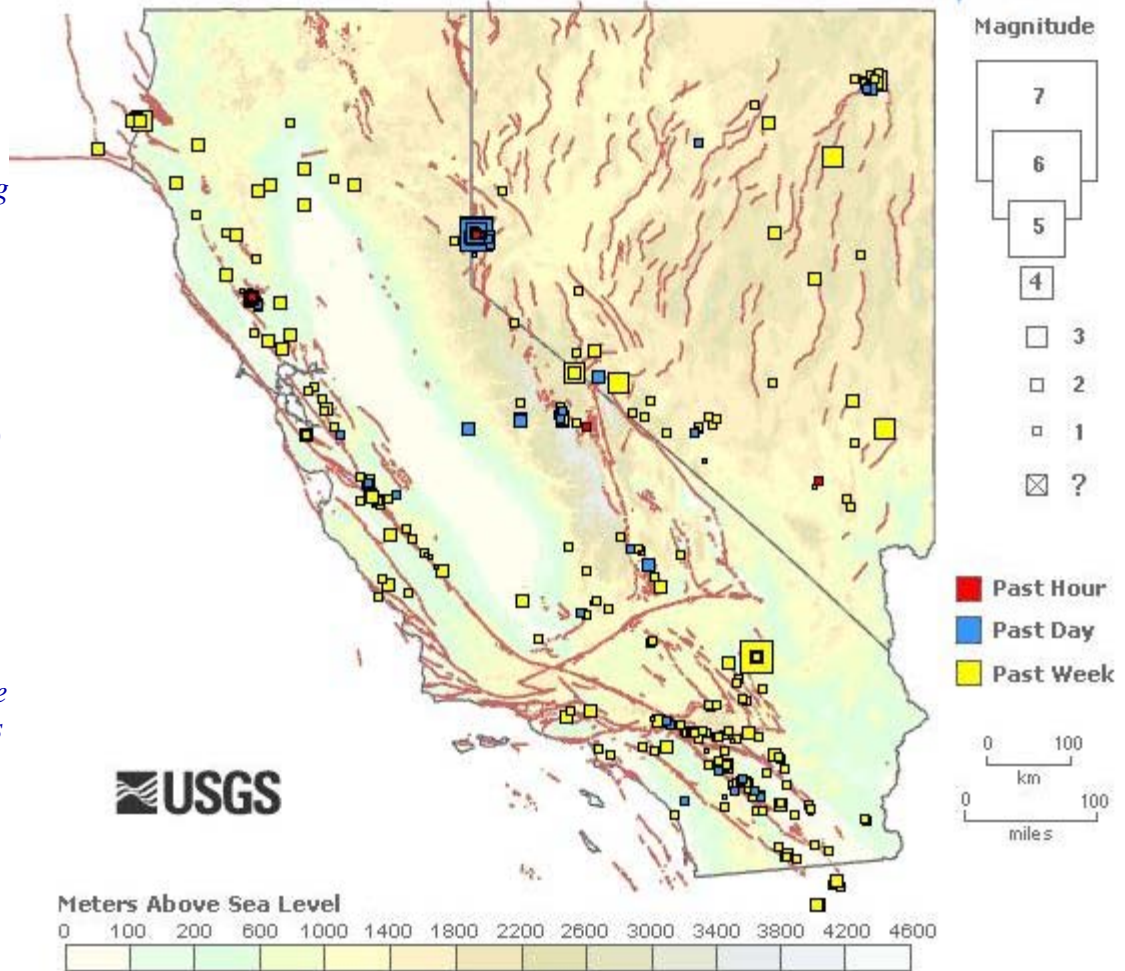 Magnitude
7
6
5
4
3
2
1
?
Past Hour
Past Day
Past Week
0 100
km
0 100
miles
USGS
Meters Above Sea Level
0 100 200 600 1400 1800 2200 2600 3000 3400 3800 4200 4600
g
e
s